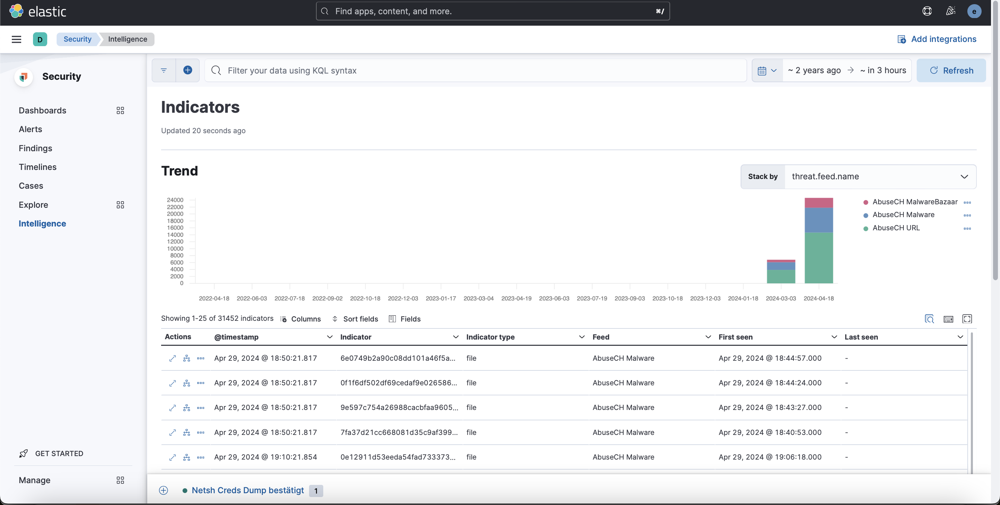 elastic
Find apps, content, and more.
⌘/
e
D
Security
Intelligence
Add integrations
Security
Dashboards
Alerts
Findings
Timelines
Cases
Explore
Intelligence
GET STARTED
Manage
Filter your data using KQL syntax
~ 2 years ago → ~ in 3 hours
Refresh
Indicators
Updated 20 seconds ago
Trend
Stack by threat.feed.name
24000
22000
20000
18000
16000
14000
12000
10000
8000
6000
4000
2000
0
2022-04-18 2022-06-03 2022-07-18 2022-09-02 2022-10-18 2022-12-03 2023-01-17 2023-03-04 2023-04-19 2023-06-03 2023-07-19 2023-09-03 2023-10-18 2023-12-03 2024-01-18 2024-03-03 2024-04-18
AbuseCH MalwareBazaar
AbuseCH Malware
AbuseCH URL
Showing 1-25 of 31452 indicators Columns Sort fields Fields
Actions @timestamp Indicator Indicator type Feed First seen Last seen
Apr 29, 2024 @ 18:50:21.817 6e0749b2a90c08dd101a46f5a... file AbuseCH Malware Apr 29, 2024 @ 18:44:57.000 -
Apr 29, 2024 @ 18:50:21.817 0f1f6df502df69cedaf9e026586... file AbuseCH Malware Apr 29, 2024 @ 18:44:24.000 -
Apr 29, 2024 @ 18:50:21.817 9e597c754a26988cacbfaa9605... file AbuseCH Malware Apr 29, 2024 @ 18:43:27.000 -
Apr 29, 2024 @ 18:50:21.817 7fa37d21cc668081d35c9af399... file AbuseCH Malware Apr 29, 2024 @ 18:40:53.000 -
Apr 29, 2024 @ 19:10:21.854 0e12911d53eeda54fad733373... file AbuseCH Malware Apr 29, 2024 @ 19:06:18.000 -
Netsh Creds Dump bestätigt 1